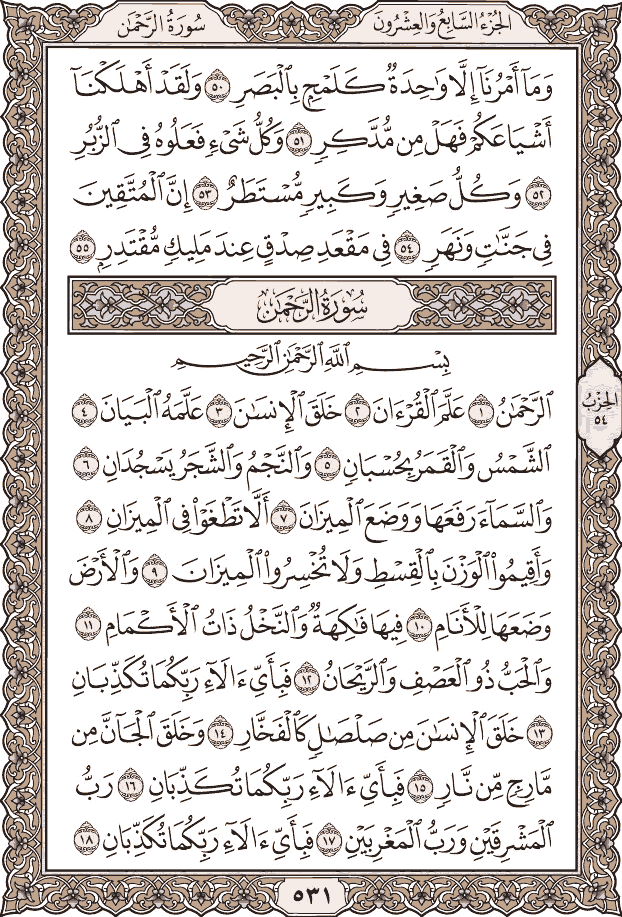 سُورَةُ الرَّحْمَٰن
الجُزْءُ السَّابِعُ وَالعِشْرُونَ
وَمَآ أَمْرُنَآ إِلَّا وَٰحِدَةٌ كَلَمْحٍۭ بِٱلْبَصَرِ ٥٠ وَلَقَدْ أَهْلَكْنَآ
أَشْيَاعَكُمْ فَهَلْ مِن مُّدَّكِرٍ ٥١ وَكُلُّ شَىْءٍ فَعَلُوهُ فِى ٱلزُّبُرِ
٥٢ وَكُلُّ صَغِيرٍ وَكَبِيرٍ مُّسْتَطَرٌ ٥٣ إِنَّ ٱلْمُتَّقِينَ
فِى جَنَّٰتٍ وَنَهَرٍ ٥٤ فِى مَقْعَدِ صِدْقٍ عِندَ مَلِيكٍ مُّقْتَدِرٍۭ ٥٥
سُورَةُ الرَّحْمَٰن
بِسْمِ ٱللَّهِ ٱلرَّحْمَٰنِ ٱلرَّحِيمِ
ٱلرَّحْمَٰنُ ١ عَلَّمَ ٱلْقُرْءَانَ ٢ خَلَقَ ٱلْإِنسَٰنَ ٣ عَلَّمَهُ ٱلْبَيَانَ ٤
ٱلشَّمْسُ وَٱلْقَمَرُ بِحُسْبَانٍ ٥ وَٱلنَّجْمُ وَٱلشَّجَرُ يَسْجُدَانِ ٦
وَٱلسَّمَآءَ رَفَعَهَا وَوَضَعَ ٱلْمِيزَانَ ٧ أَلَّا تَطْغَوْا۟ فِى ٱلْمِيزَانِ ٨
وَأَقِيمُوا۟ ٱلْوَزْنَ بِٱلْقِسْطِ وَلَا تُخْسِرُوا۟ ٱلْمِيزَانَ ٩ وَٱلْأَرْضَ
وَضَعَهَا لِلْأَنَامِ ١٠ فِيهَا فَٰكِهَةٌ وَٱلنَّخْلُ ذَاتُ ٱلْأَكْمَامِ ١١
وَٱلْحَبُّ ذُو ٱلْعَصْفِ وَٱلرَّيْحَانُ ١٢ فَبِأَىِّ ءَالَآءِ رَبِّكُمَا تُكَذِّبَانِ
١٣ خَلَقَ ٱلْإِنسَٰنَ مِن صَلْصَٰلٍ كَٱلْفَخَّارِ ١٤ وَخَلَقَ ٱلْجَآنَّ مِن
مَّارِجٍ مِّن نَّارٍ ١٥ فَبِأَىِّ ءَالَآءِ رَبِّكُمَا تُكَذِّبَانِ ١٦ رَبُّ
ٱلْمَشْرِقَيْنِ وَرَبُّ ٱلْمَغْرِبَيْنِ ١٧ فَبِأَىِّ ءَالَآءِ رَبِّكُمَا تُكَذِّبَانِ ١٨
الحِزْبُ
٥٤
٥٣١